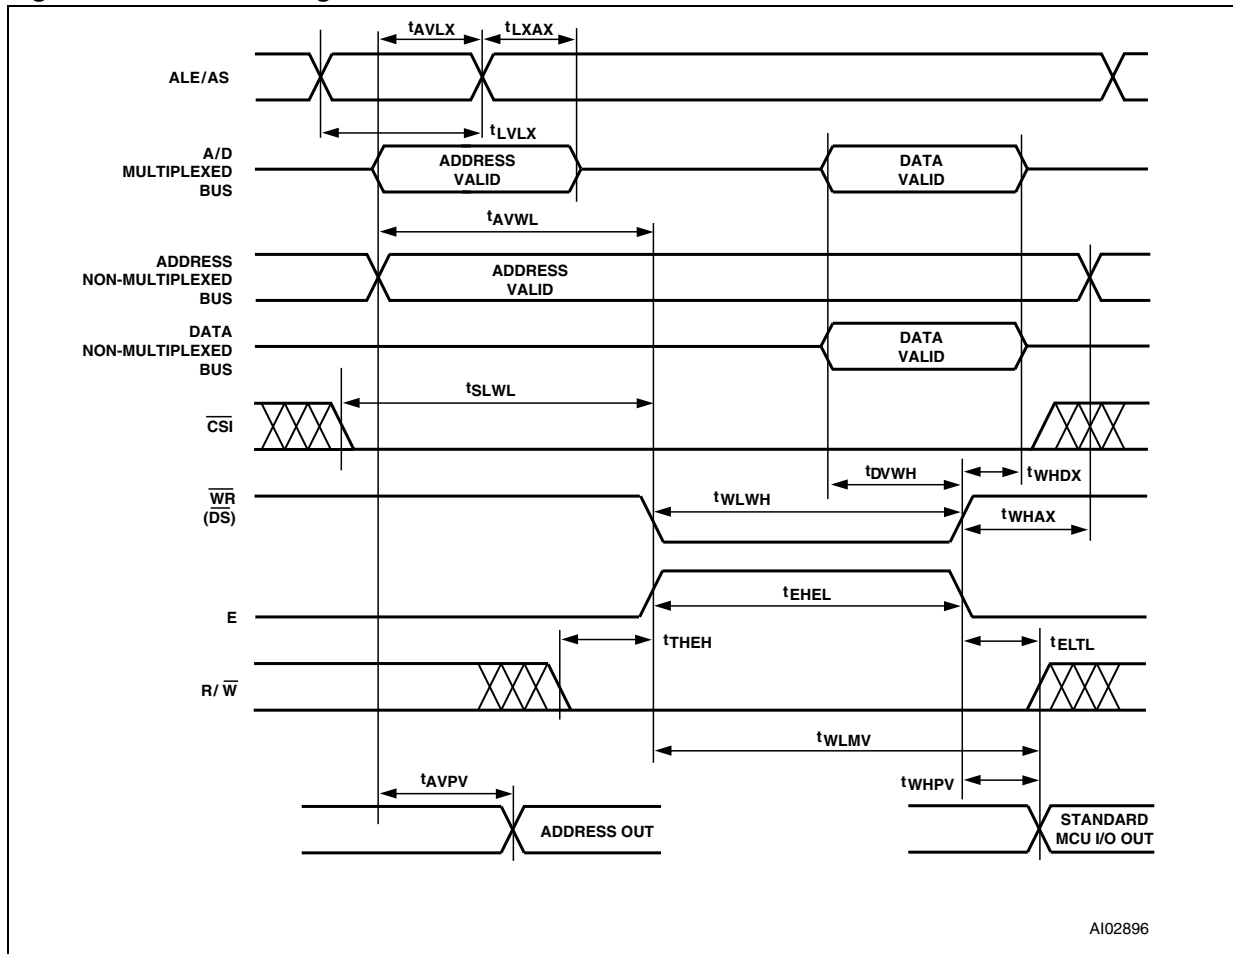 tAVLX tLXAX
ALE/AS
tLVLX
A/D
MULTIPLEXED
BUS
ADDRESS
VALID
DATA
VALID
tAVWL
ADDRESS
NON-MULTIPLEXED
BUS
ADDRESS
VALID
DATA
NON-MULTIPLEXED
BUS
DATA
VALID
tSLWL
CSI
tDVWH tWHDX
WR
(DS)
tWLWH
tWHAX
tEHEL
E
tTHEH tELTL
R/W
tWLMV
tAVPV tWHPV
ADDRESS OUT
STANDARD
MCU I/O OUT
AI02896